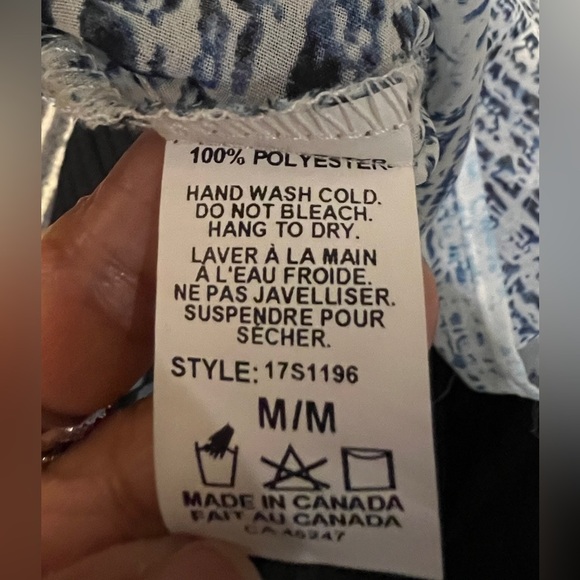 100% POLYESTER
HAND WASH COLD.
DO NOT BLEACH.
HANG TO DRY.
LAVER À LA MAIN
À L'EAU FROIDE.
NE PAS JAVELLISER.
SUSPENDRE POUR
SÉCHER.
STYLE: 17S1196
M/M
MADE IN CANADA
FAIT AU CANADA
CA